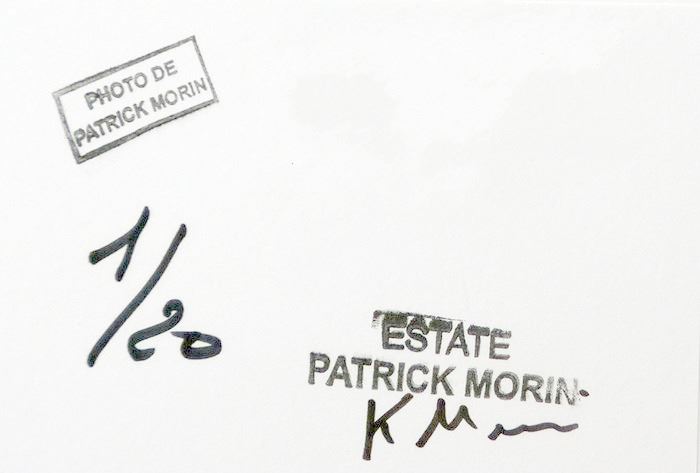 PHOTO DE
PATRICK MORIN
1/20
ESTATE
PATRICK MORIN